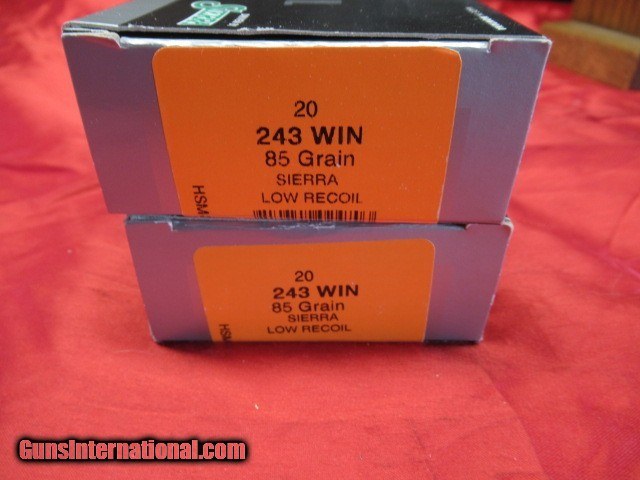 20
243 WIN
85 Grain
SIERRA
LOW RECOIL
HSM
20
243 WIN
85 Grain
SIERRA
LOW RECOIL
HSM
GunsInternational.com